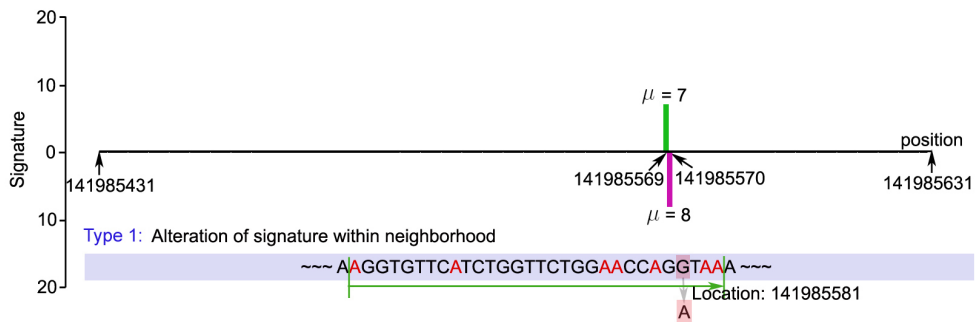 20
10
0
10
20
Signature
μ = 7
position
141985431
141985569
141985570
141985631
μ = 8
Type 1: Alteration of signature within neighborhood
~~~ AAGGTGTTCATCTGGTTCTGGAACCAGGTAAA ~~~
Location: 141985581
A